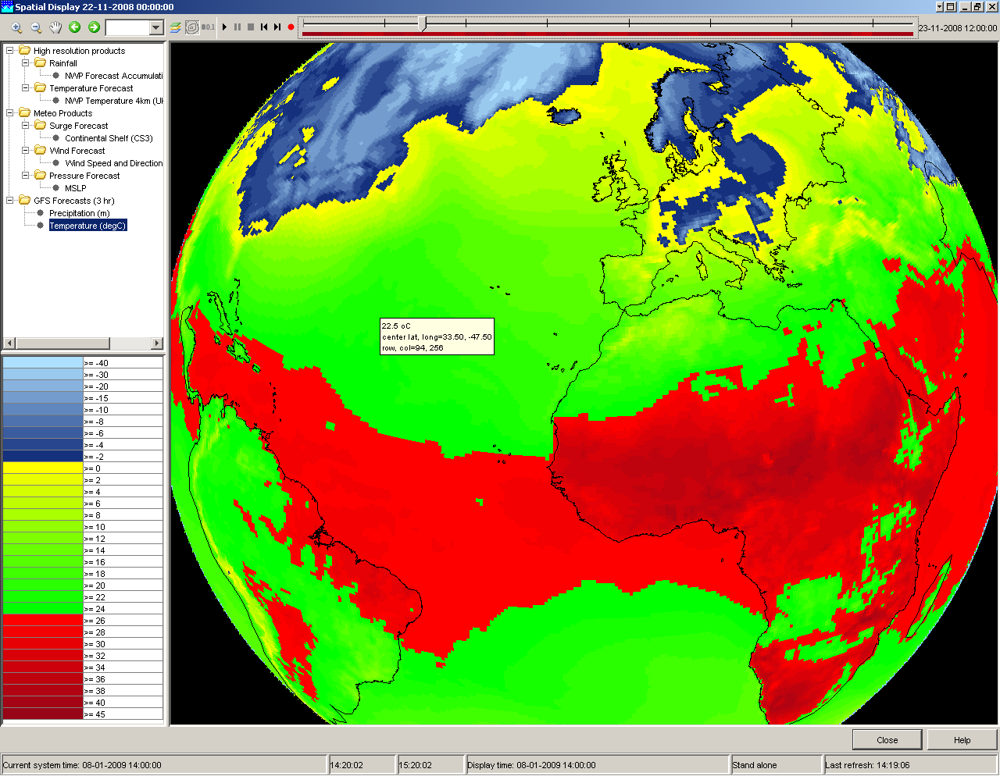 Spatial Display 22-11-2008 00:00:00
0.1
23-11-2008 12:00:00
High resolution products
Rainfall
NWP Forecast Accumulati
Temperature Forecast
NWP Temperature 4km (U
Meteo Products
Surge Forecast
Continental Shelf (CS3)
Wind Forecast
Wind Speed and Direction
Pressure Forecast
MSLP
GFS Forecasts (3 hr)
Precipitation (m)
Temperature (degC)
22.5 oC
center lat, long=33.50, -47.50
row, col=94, 256
>= -40
>= -30
>= -20
>= -15
>= -10
>= -8
>= -6
>= -4
>= -2
>= 0
>= 2
>= 4
>= 6
>= 8
>= 10
>= 12
>= 14
>= 16
>= 18
>= 20
>= 22
>= 24
>= 26
>= 28
>= 30
>= 32
>= 34
>= 36
>= 38
>= 40
>= 45
Close
Help
Current system time: 08-01-2009 14:00:00
14:20:02
15:20:02
Display time: 08-01-2009 14:00:00
Stand alone
Last refresh: 14:19:06